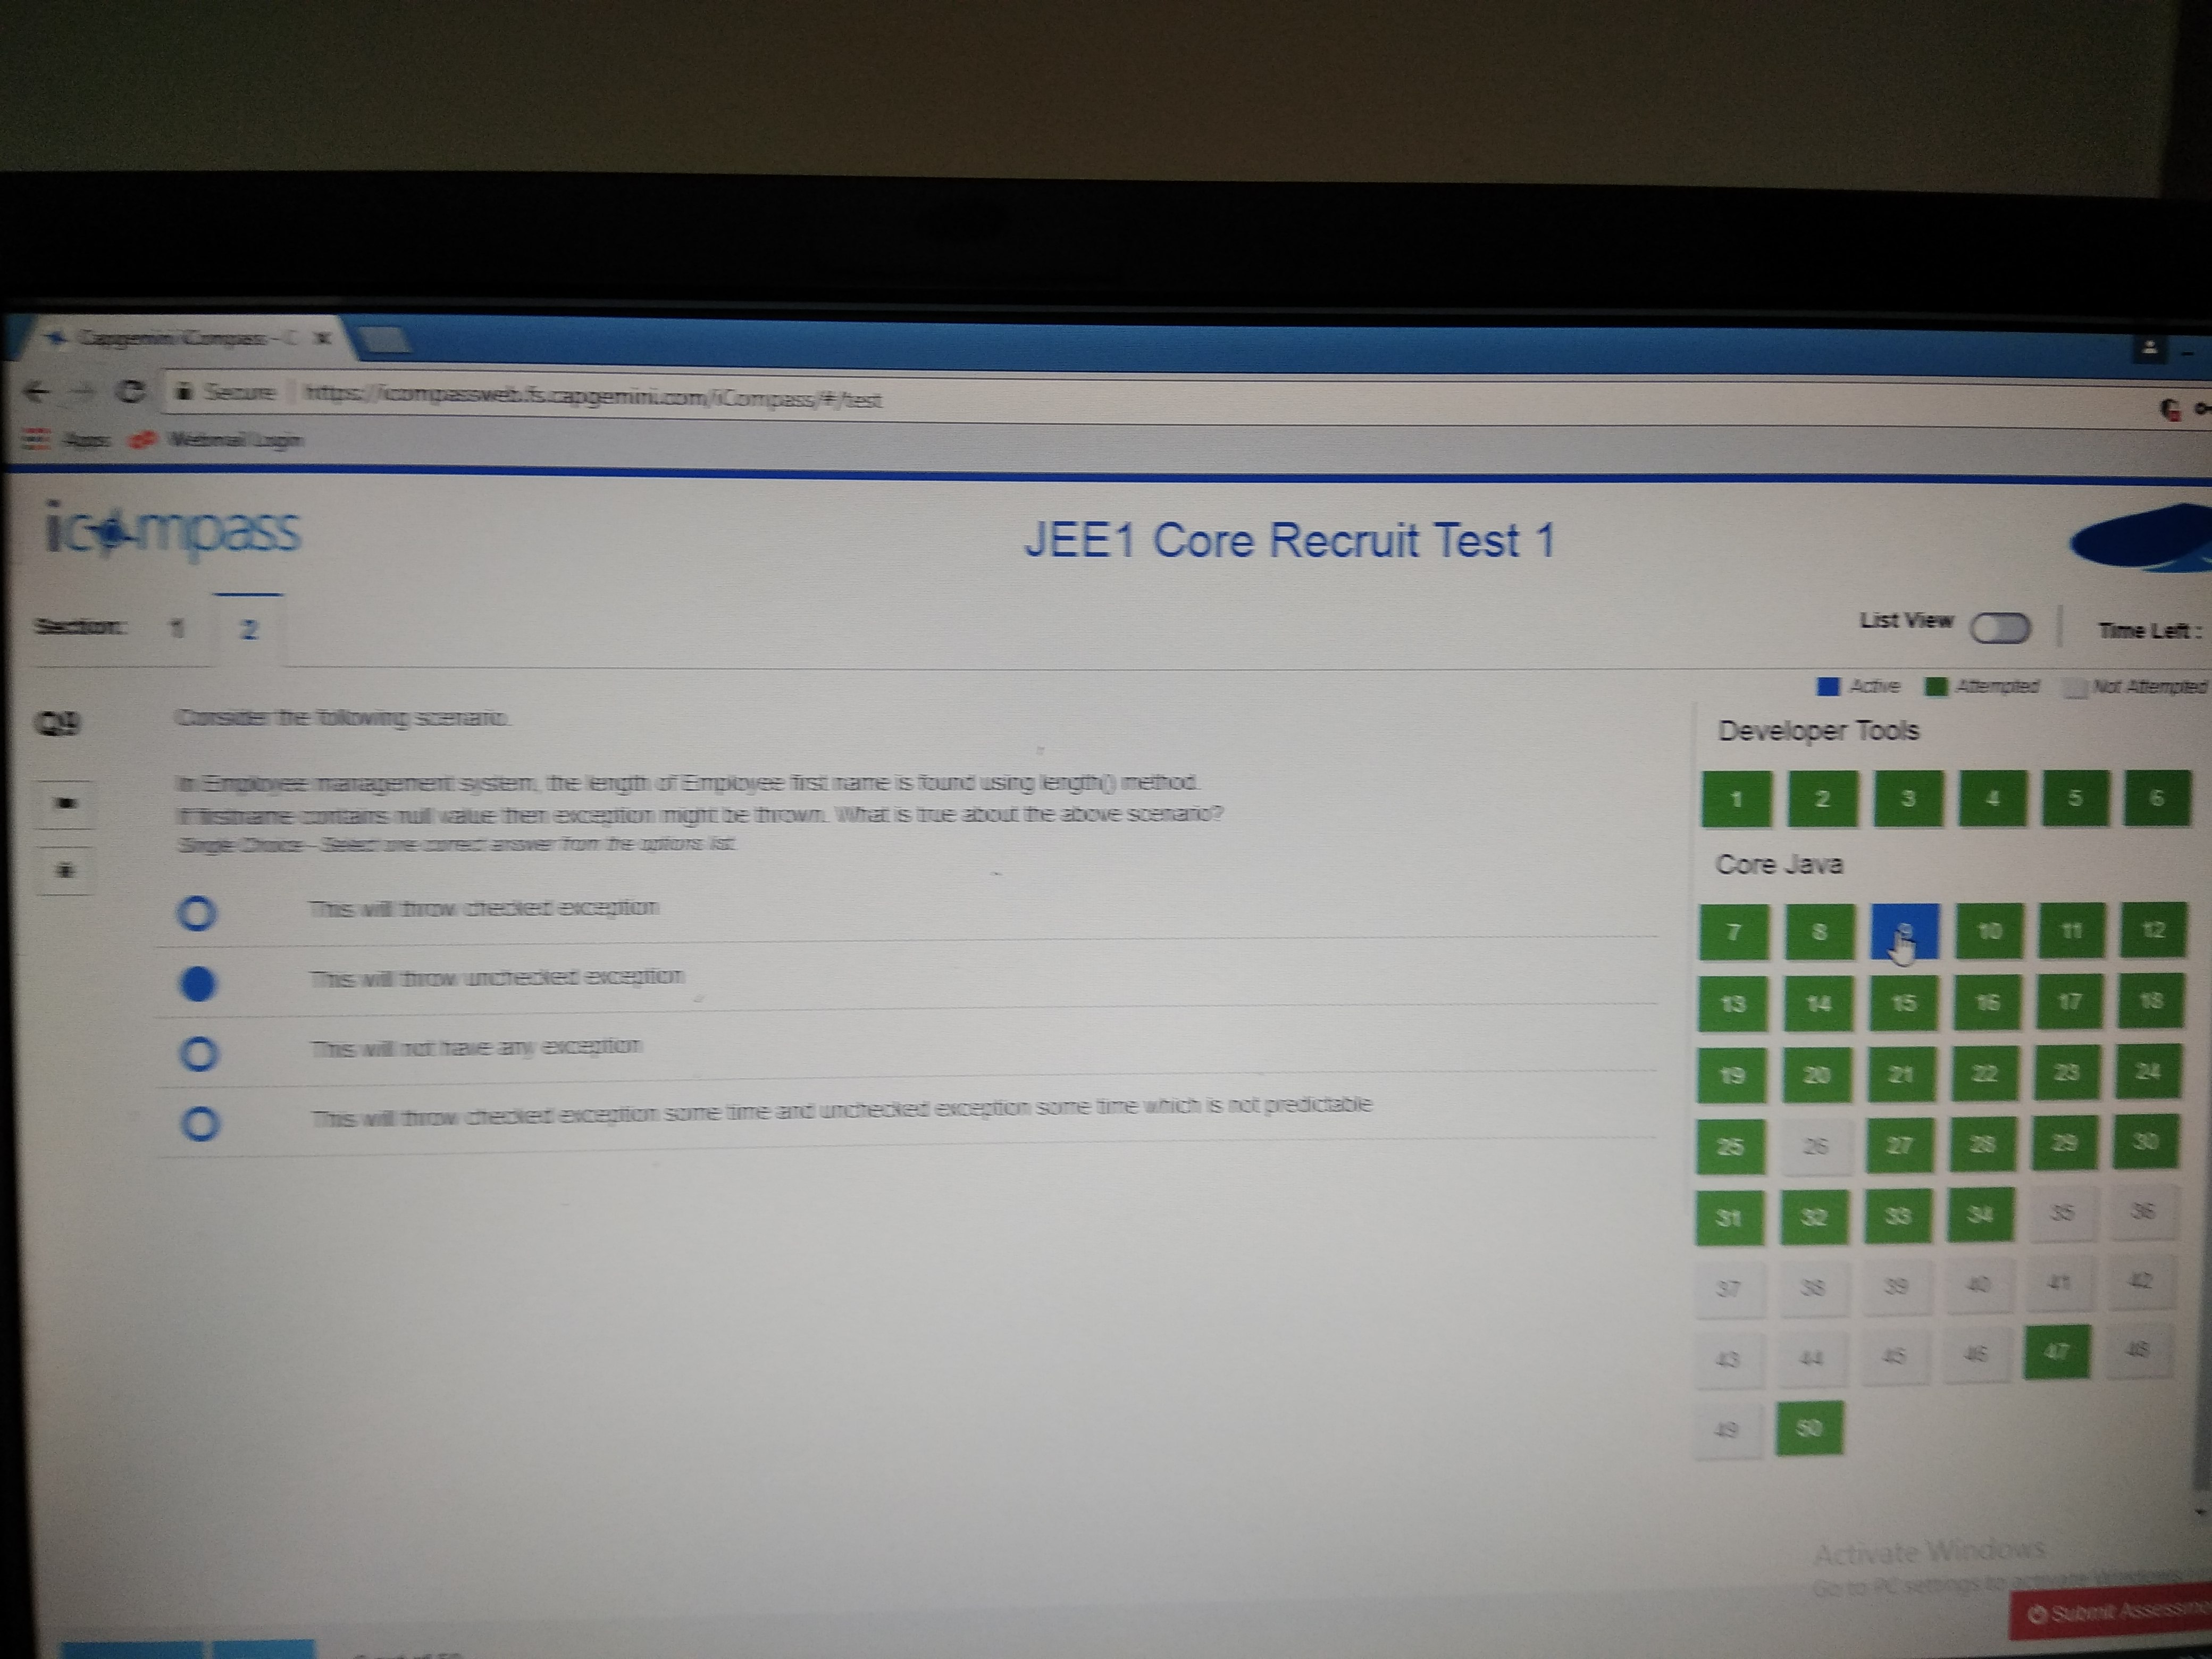 Capgemini iCompass - C
Secure https://icompassweb.fs.capgemini.com/iCompass/#/test
Apps Webmail Login
icompass
JEE1 Core Recruit Test 1
Section: 1 2
List View
Time Left :
Active Attempted Not Attempted
Q9
Consider the following scenario.
In Employee management system, the length of Employee first name is found using length() method.
If firstname contains null value then exception might be thrown. What is true about the above scenario?
Single Choice - Select one correct answer from the options list.
This will throw checked exception
This will throw unchecked exception
This will not have any exception
This will throw checked exception some time and unchecked exception some time which is not predictable
Developer Tools
1 2 3 4 5 6
Core Java
7 8 9 10 11 12
13 14 15 16 17 18
19 20 21 22 23 24
25 26 27 28 29 30
31 32 33 34 35 36
37 38 39 40 41 42
43 44 45 46 47 48
49 50
Activate Windows
Go to PC settings to activate Windows
Submit Assessme